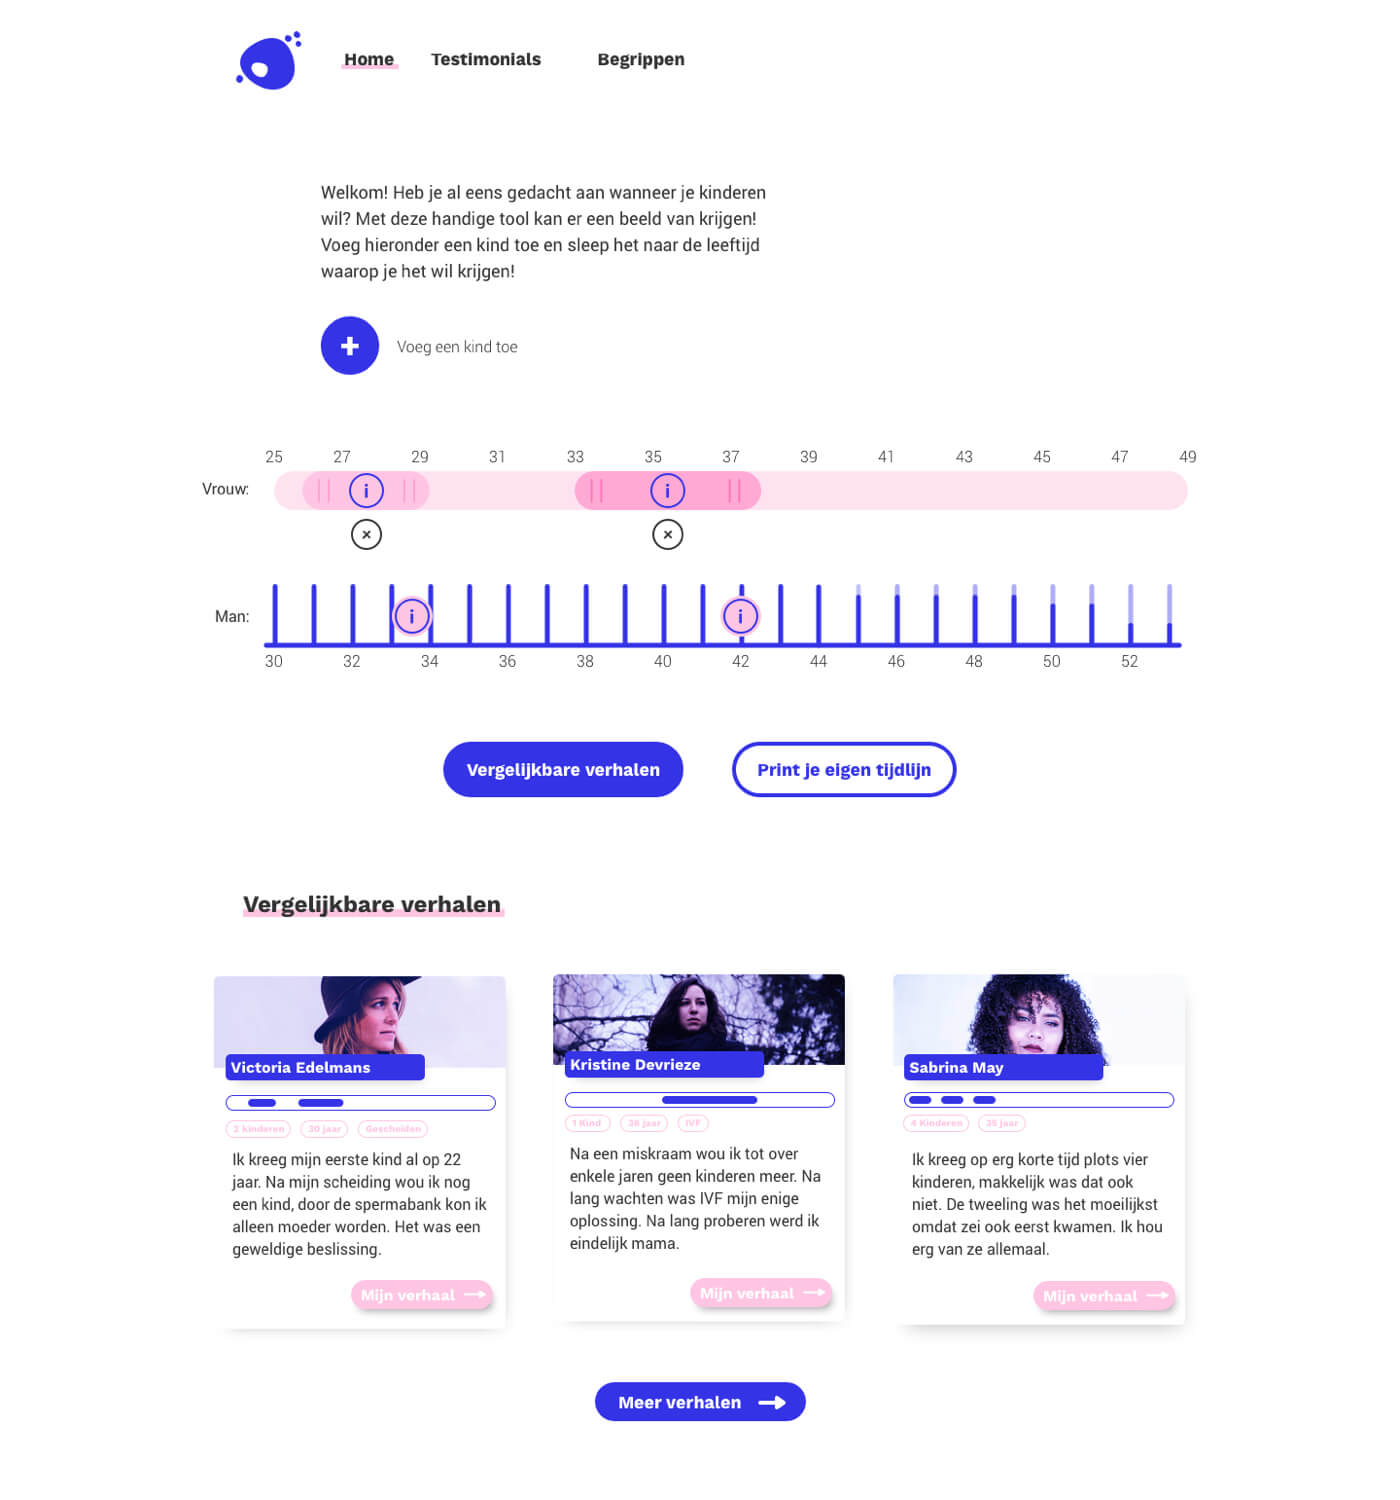 Home Testimonials Begrippen
Welkom! Heb je al eens gedacht aan wanneer je kinderen
wil? Met deze handige tool kan er een beeld van krijgen!
Voeg hieronder een kind toe en sleep het naar de leeftijd
waarop je het wil krijgen!
+ Voeg een kind toe
25 27 29 31 33 35 37 39 41 43 45 47 49
Vrouw: i i
× ×
Man: i i
30 32 34 36 38 40 42 44 46 48 50 52
Vergelijkbare verhalen Print je eigen tijdlijn
Vergelijkbare verhalen
Victoria Edelmans
2 kinderen 30 jaar Gescheiden
Ik kreeg mijn eerste kind al op 22
jaar. Na mijn scheiding wou ik nog
een kind, door de spermabank kon ik
alleen moeder worden. Het was een
geweldige beslissing.
Mijn verhaal
Kristine Devrieze
1 Kind 38 jaar IVF
Na een miskraam wou ik tot over
enkele jaren geen kinderen meer. Na
lang wachten was IVF mijn enige
oplossing. Na lang proberen werd ik
eindelijk mama.
Mijn verhaal
Sabrina May
4 Kinderen 35 jaar
Ik kreeg op erg korte tijd plots vier
kinderen, makkelijk was dat ook
niet. De tweeling was het moeilijkst
omdat zei ook eerst kwamen. Ik hou
erg van ze allemaal.
Mijn verhaal
Meer verhalen